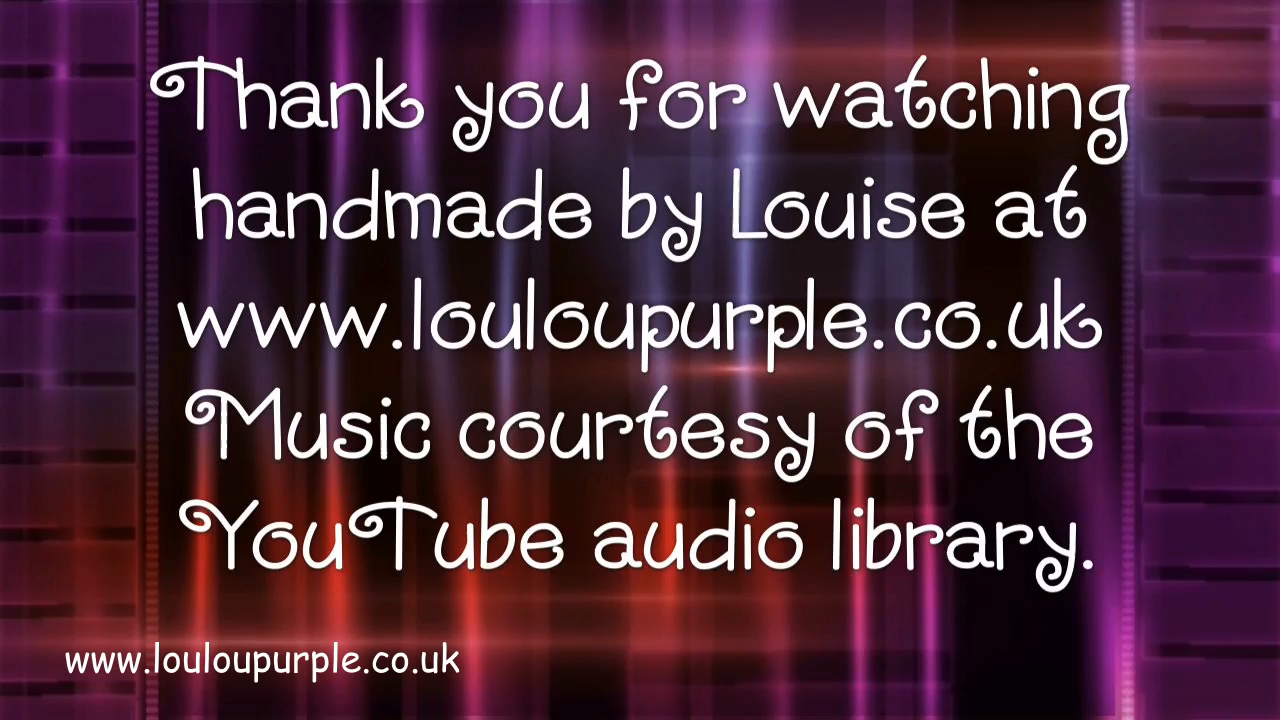 Thank you for watching
handmade by Louise at
www.louloupurple.co.uk
Music courtesy of the
YouTube audio library.
www.louloupurple.co.uk